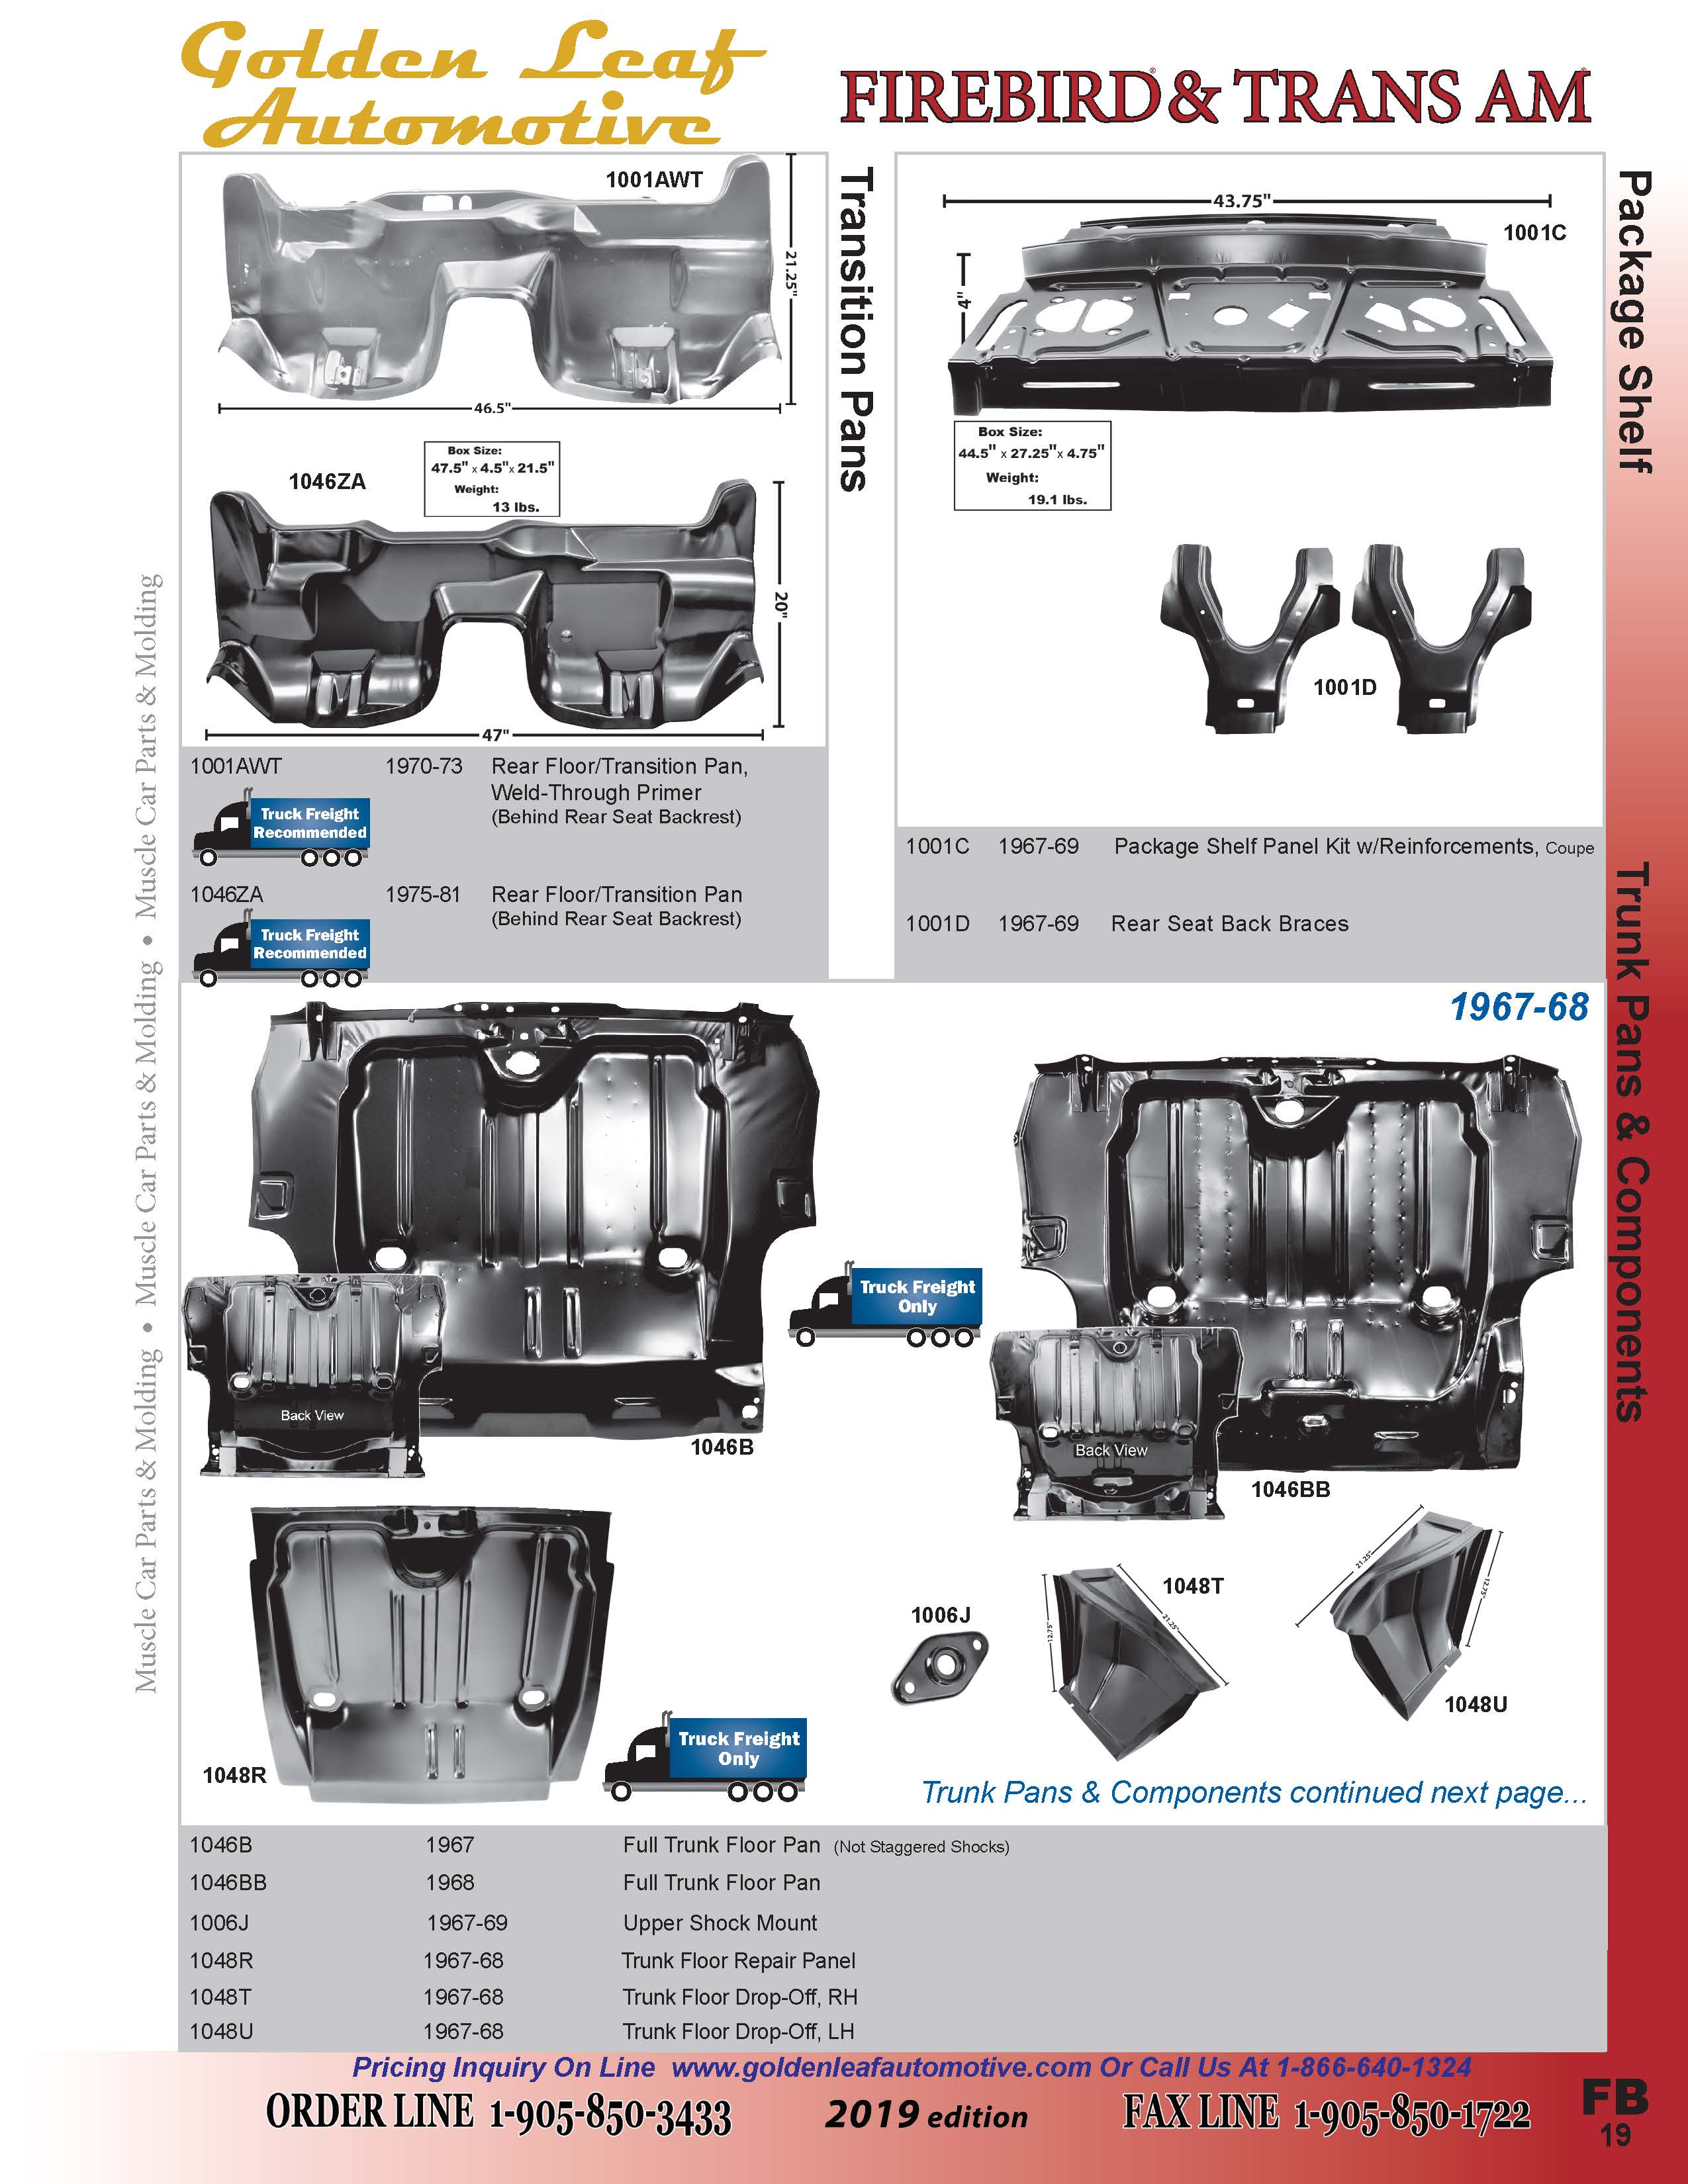 Golden Leaf
Automotive
FIREBIRD® & TRANS AM®
Transition Pans
1001AWT
21.25"
46.5"
Box Size:
47.5" x 4.5" x 21.5"
Weight:
13 lbs.
1046ZA
20"
47"
1001AWT 1970-73 Rear Floor/Transition Pan,
Weld-Through Primer
(Behind Rear Seat Backrest)
Truck Freight
Recommended
1046ZA 1975-81 Rear Floor/Transition Pan
(Behind Rear Seat Backrest)
Truck Freight
Recommended
Package Shelf
43.75"
1001C
4"
Box Size:
44.5" x 27.25" x 4.75"
Weight:
19.1 lbs.
1001D
1001C 1967-69 Package Shelf Panel Kit w/Reinforcements, Coupe
1001D 1967-69 Rear Seat Back Braces
Trunk Pans & Components
1967-68
Back View
1046B
Truck Freight
Only
Back View
1046BB
1048R
Truck Freight
Only
1006J
12.75"
21.25"
1048T
21.25"
12.75"
1048U
Trunk Pans & Components continued next page...
1046B 1967 Full Trunk Floor Pan (Not Staggered Shocks)
1046BB 1968 Full Trunk Floor Pan
1006J 1967-69 Upper Shock Mount
1048R 1967-68 Trunk Floor Repair Panel
1048T 1967-68 Trunk Floor Drop-Off, RH
1048U 1967-68 Trunk Floor Drop-Off, LH
Muscle Car Parts & Molding • Muscle Car Parts & Molding • Muscle Car Parts & Molding
Pricing Inquiry On Line www.goldenleafautomotive.com Or Call Us At 1-866-640-1324
ORDER LINE 1-905-850-3433 2019 edition FAX LINE 1-905-850-1722
FB
19